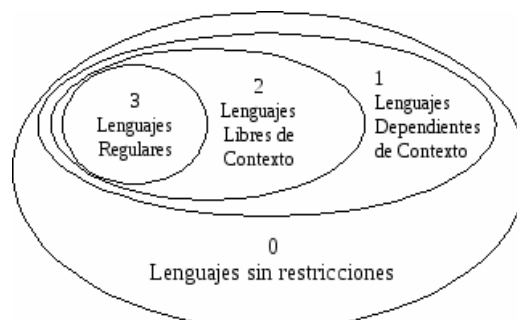 3
Lenguajes
Regulares
2
Lenguajes
Libres de
Contexto
1
Lenguajes
Dependientes
de Contexto
0
Lenguajes sin restricciones